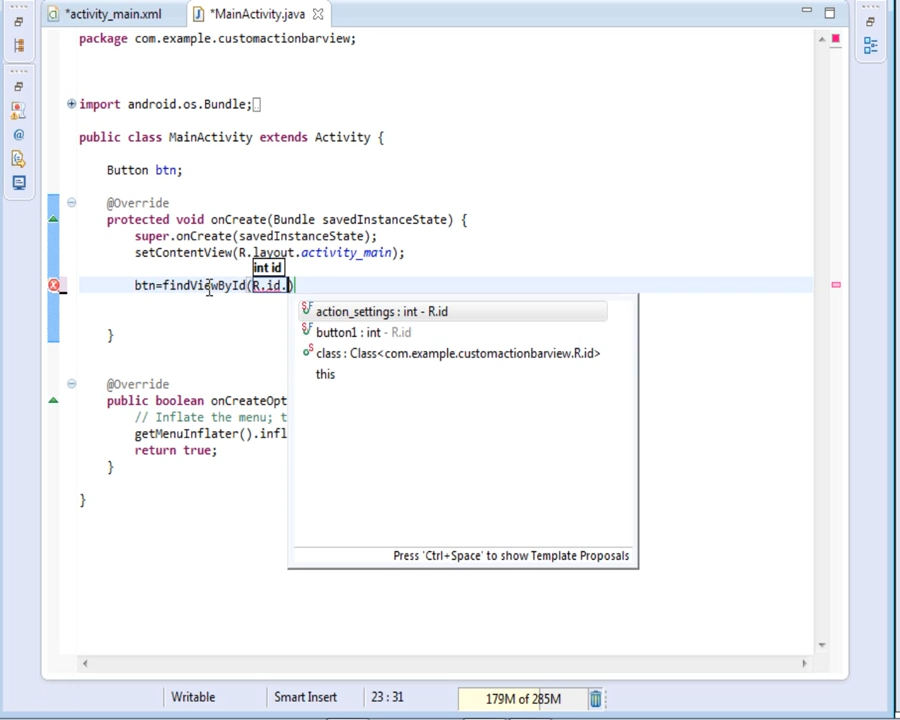 *activity_main.xml
*MainActivity.java
package com.example.customactionbarview;
import android.os.Bundle;
public class MainActivity extends Activity {
Button btn;
@Override
protected void onCreate(Bundle savedInstanceState) {
super.onCreate(savedInstanceState);
setContentView(R.layout.activity_main);
int id
btn=findViewById(R.id.)
action_settings : int - R.id
button1 : int - R.id
class : Class<com.example.customactionbarview.R.id>
this
}
@Override
public boolean onCreateOpt
// Inflate the menu; t
getMenuInflater().infl
return true;
}
}
Press 'Ctrl+Space' to show Template Proposals
Writable
Smart Insert
23 : 31
179M of 285M